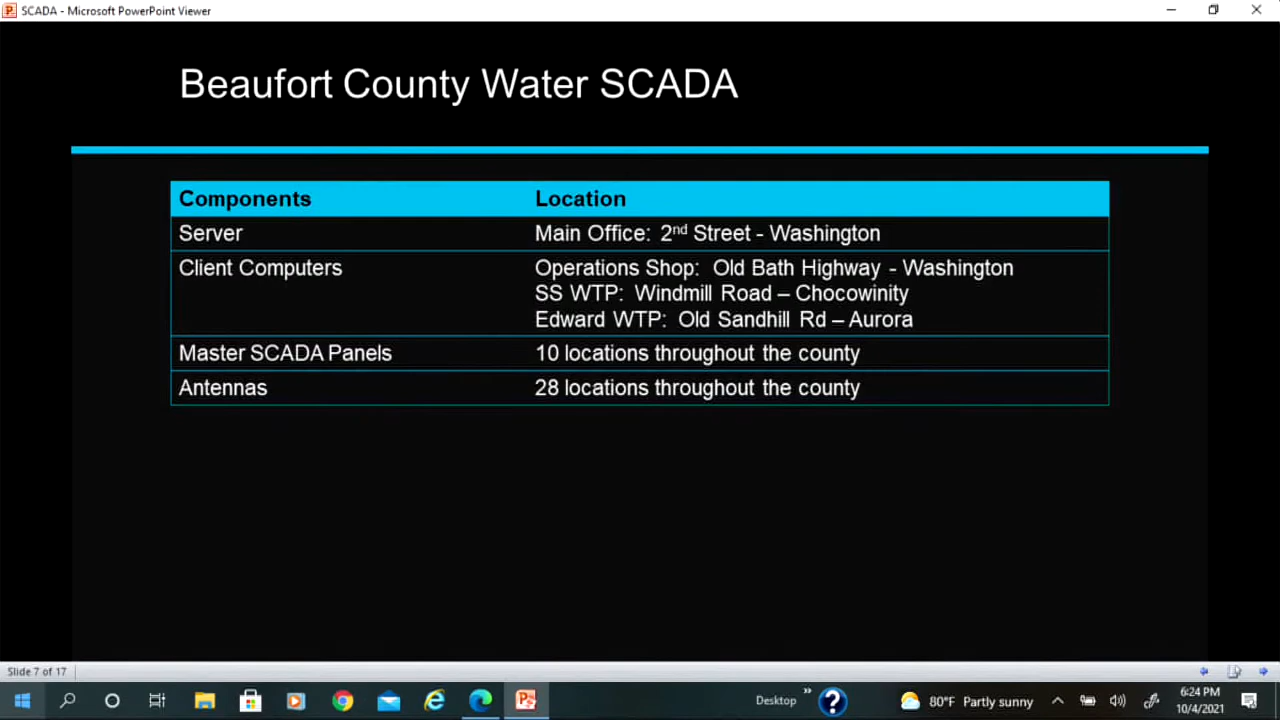 SCADA - Microsoft PowerPoint Viewer
Beaufort County Water SCADA
Components Location
Server Main Office: 2nd Street - Washington
Client Computers Operations Shop: Old Bath Highway - Washington
SS WTP: Windmill Road – Chocowinity
Edward WTP: Old Sandhill Rd – Aurora
Master SCADA Panels 10 locations throughout the county
Antennas 28 locations throughout the county
Slide 7 of 17
Desktop » 80°F Partly sunny 6:24 PM
10/4/2021